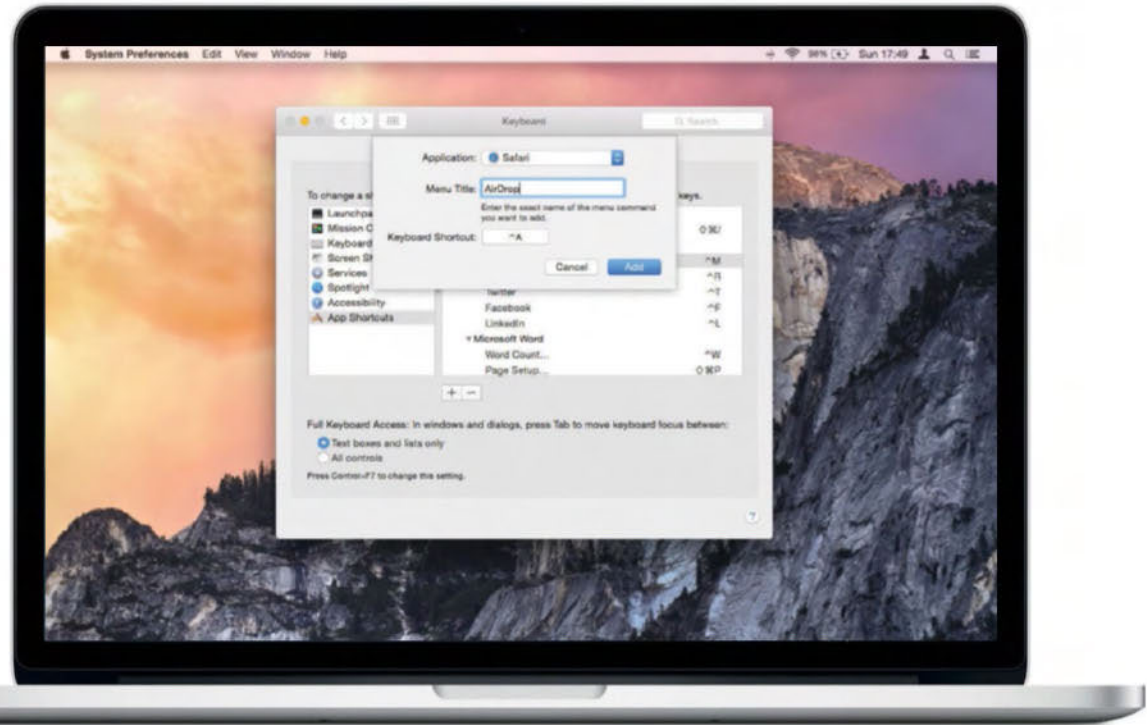 System Preferences Edit View Window Help
98% Sun 17:49
Keyboard
Search
Application: Safari
Menu Title: AirDrop
Enter the exact name of the menu command
you want to add.
Keyboard Shortcut: ^A
Cancel Add
To change a
keys.
Launchpa
Mission C
Keyboard
Screen Sh
Services
Spotlight
Accessibility
App Shortcuts
⇧⌘/
^M
^R
Twitter ^T
Facebook ^F
LinkedIn ^L
Microsoft Word
Word Count... ^W
Page Setup... ⇧⌘P
+ −
Full Keyboard Access: In windows and dialogs, press Tab to move keyboard focus between:
Text boxes and lists only
All controls
Press Control+F7 to change this setting.
?